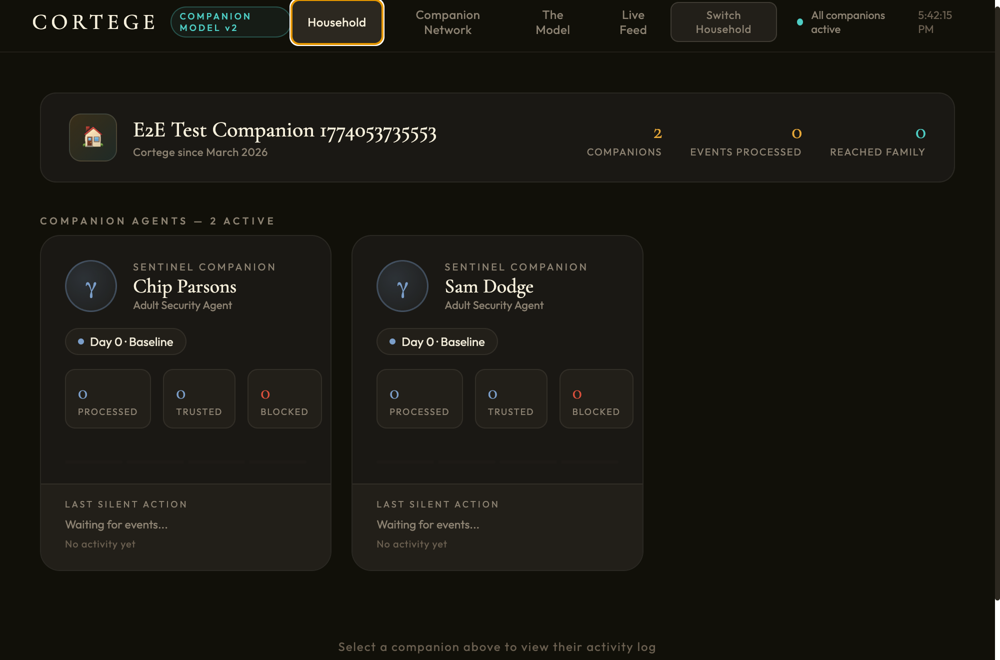 CORTEGE
COMPANION
MODEL v2
Household
Companion
Network
The
Model
Live
Feed
Switch
Household
All companions
active
5:42:15
PM
E2E Test Companion 1774053735553
Cortege since March 2026
2
COMPANIONS
0
EVENTS PROCESSED
0
REACHED FAMILY
COMPANION AGENTS — 2 ACTIVE
γ
SENTINEL COMPANION
Chip Parsons
Adult Security Agent
Day 0 · Baseline
0
PROCESSED
0
TRUSTED
0
BLOCKED
LAST SILENT ACTION
Waiting for events...
No activity yet
γ
SENTINEL COMPANION
Sam Dodge
Adult Security Agent
Day 0 · Baseline
0
PROCESSED
0
TRUSTED
0
BLOCKED
LAST SILENT ACTION
Waiting for events...
No activity yet
Select a companion above to view their activity log